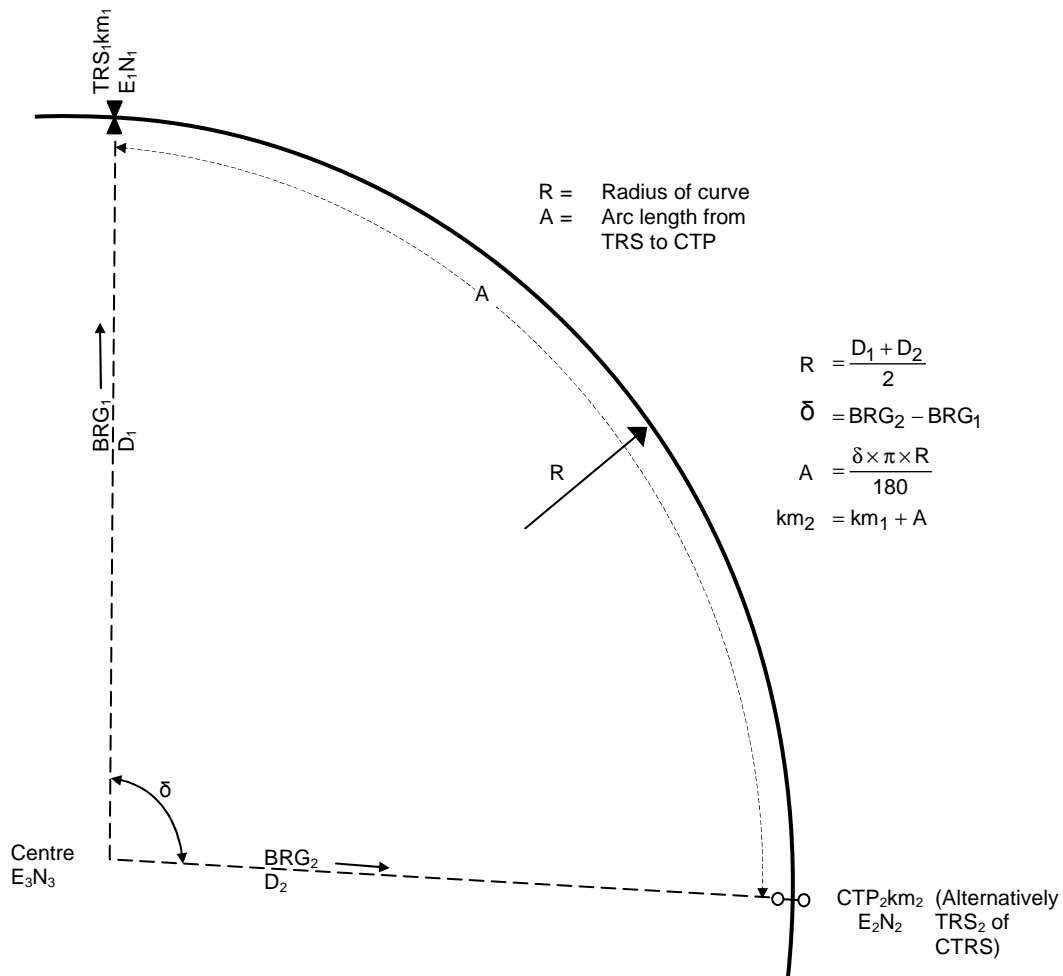 TRS₁km₁
E₁N₁
R = Radius of curve
A = Arc length from
TRS to CTP
A
R = (D₁ + D₂)/2
δ = BRG₂ − BRG₁
A = (δ × π × R)/180
km₂ = km₁ + A
BRG₁
D₁
R
δ
Centre
E₃N₃
BRG₂
D₂
CTP₂km₂ (Alternatively
E₂N₂ TRS₂ of
CTRS)